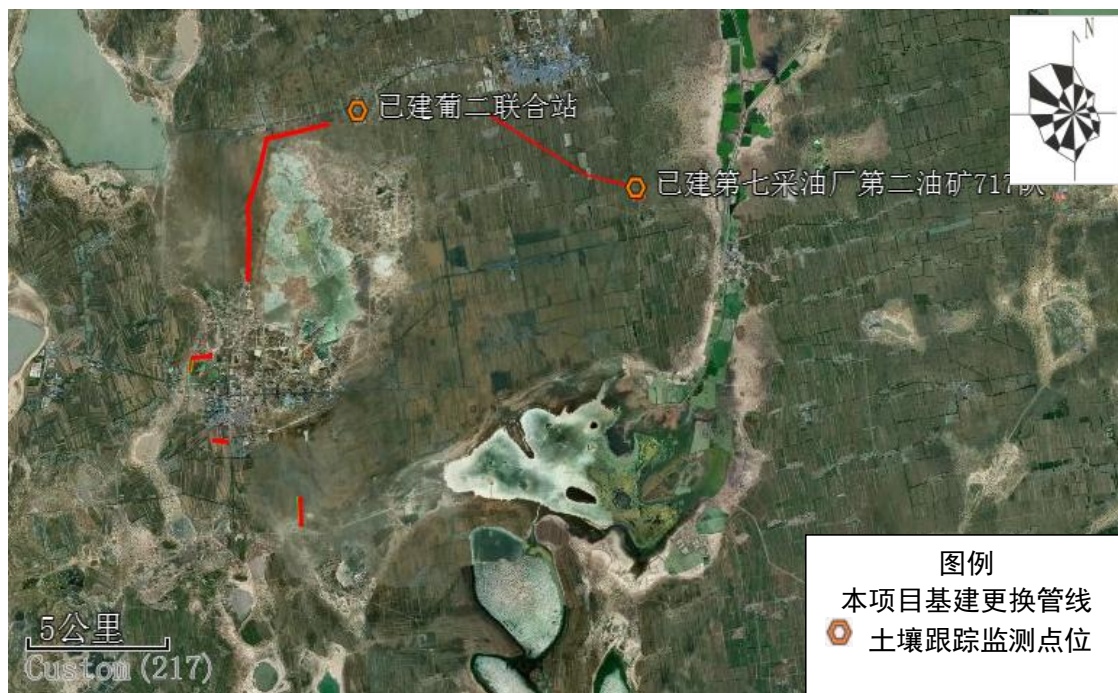 N
已建葡二联合站
已建第七采油厂第二油矿717队
5公里
Custom(217)
图例
本项目基建更换管线
土壤跟踪监测点位